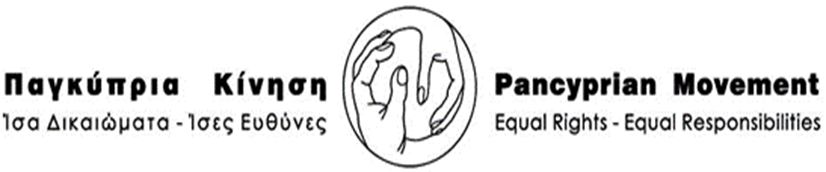 Παγκύπρια Κίνηση
Ίσα Δικαιώματα - Ίσες Ευθύνες
Pancyprian Movement
Equal Rights - Equal Responsibilities